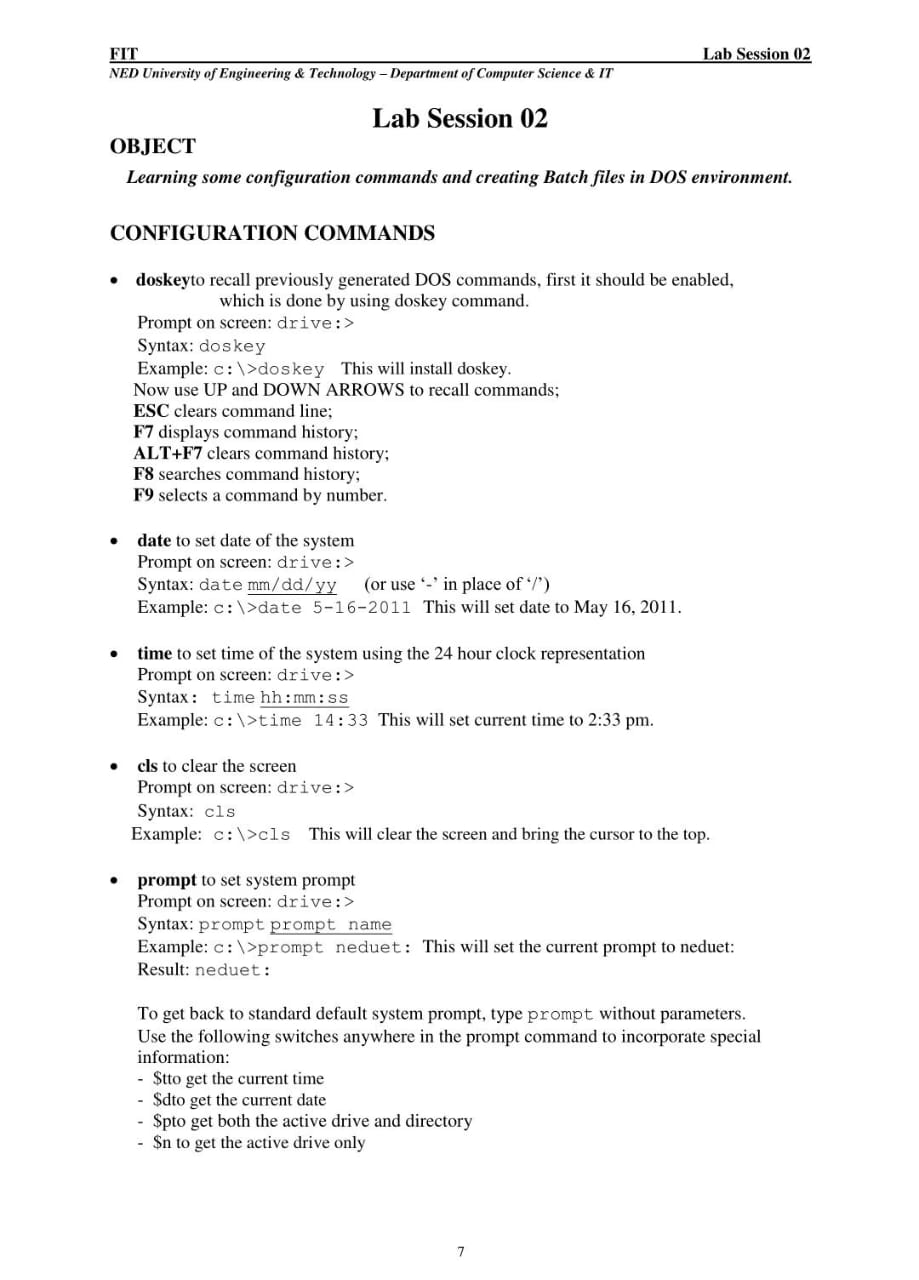 FIT Lab Session 02
NED University of Engineering & Technology – Department of Computer Science & IT
Lab Session 02
OBJECT
Learning some configuration commands and creating Batch files in DOS environment.
CONFIGURATION COMMANDS
• doskeyto recall previously generated DOS commands, first it should be enabled,
which is done by using doskey command.
Prompt on screen: drive:>
Syntax: doskey
Example: c:\>doskey This will install doskey.
Now use UP and DOWN ARROWS to recall commands;
ESC clears command line;
F7 displays command history;
ALT+F7 clears command history;
F8 searches command history;
F9 selects a command by number.
• date to set date of the system
Prompt on screen: drive:>
Syntax: date mm/dd/yy (or use ‘-’ in place of ‘/’)
Example: c:\>date 5-16-2011 This will set date to May 16, 2011.
• time to set time of the system using the 24 hour clock representation
Prompt on screen: drive:>
Syntax: time hh:mm:ss
Example: c:\>time 14:33 This will set current time to 2:33 pm.
• cls to clear the screen
Prompt on screen: drive:>
Syntax: cls
Example: c:\>cls This will clear the screen and bring the cursor to the top.
• prompt to set system prompt
Prompt on screen: drive:>
Syntax: prompt prompt name
Example: c:\>prompt neduet: This will set the current prompt to neduet:
Result: neduet:
To get back to standard default system prompt, type prompt without parameters.
Use the following switches anywhere in the prompt command to incorporate special
information:
- $tto get the current time
- $dto get the current date
- $pto get both the active drive and directory
- $n to get the active drive only
7